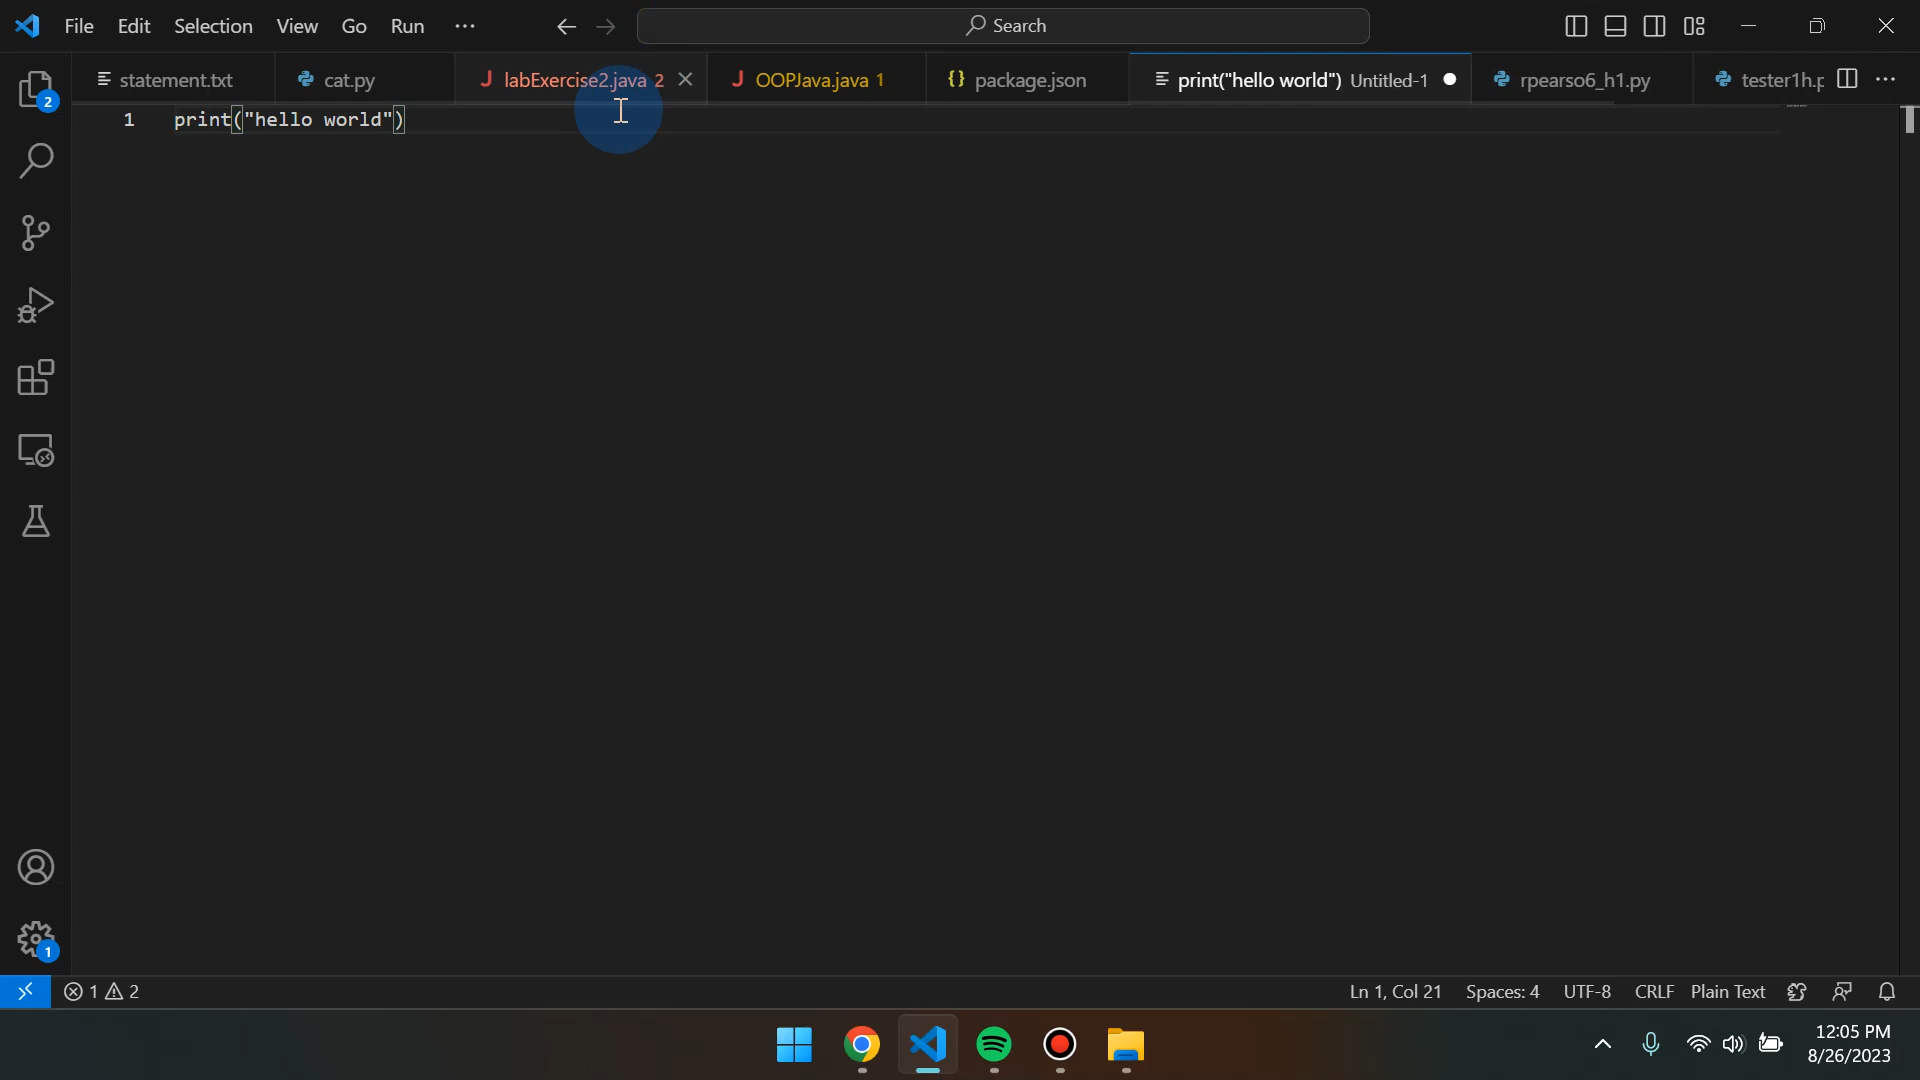 File Edit Selection View Go Run ··· Search
statement.txt cat.py J labExercise2.java 2 J OOPJava.java 1 {} package.json print("hello world") Untitled-1 rpearso6_h1.py tester1h.p
2
1 print("hello world")
1
1 2 Ln 1, Col 21 Spaces: 4 UTF-8 CRLF Plain Text
12:05 PM
8/26/2023